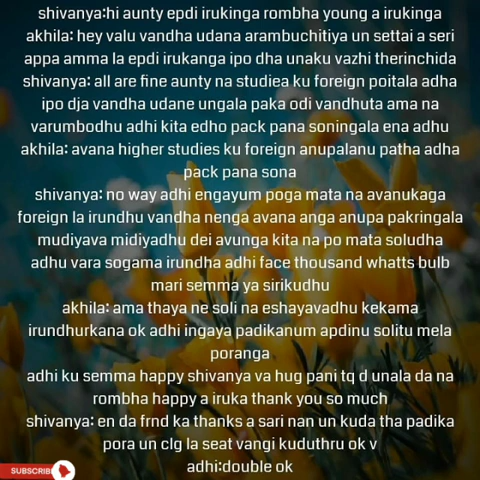 shivanya:hi aunty epdi irukinga rombha young a irukinga
akhila: hey valu vandha udana arambuchitiya un settai a seri
appa amma la epdi irukanga ipo dha unaku vazhi therinchida
shivanya: all are fine aunty na studiea ku foreign poitala adha
ipo dja vandha udane ungala paka odi vandhuta ama na
varumbodhu adhi kita edho pack pana soningala ena adhu
akhila: avana higher studies ku foreign anupalanu patha adha
pack pana sona
shivanya: no way adhi engayum poga mata na avanukaga
foreign la irundhu vandha nenga avana anga anupa pakringala
mudiyava midiyadhu dei avunga kita na po mata soludha
adhu vara sogama irundha adhi face thousand whatts bulb
mari semma ya sirikudhu
akhila: ama thaya ne soli na eshayavadhu kekama
irundhurkana ok adhi ingaya padikanum apdinu solitu mela
poranga
adhi ku semma happy shivanya va hug pani tq d unala da na
rombha happy a iruka thank you so much
shivanya: en da frnd ka thanks a sari nan un kuda tha padika
pora un clg la seat vangi kuduthru ok v
adhi:double ok
SUBSCRIB